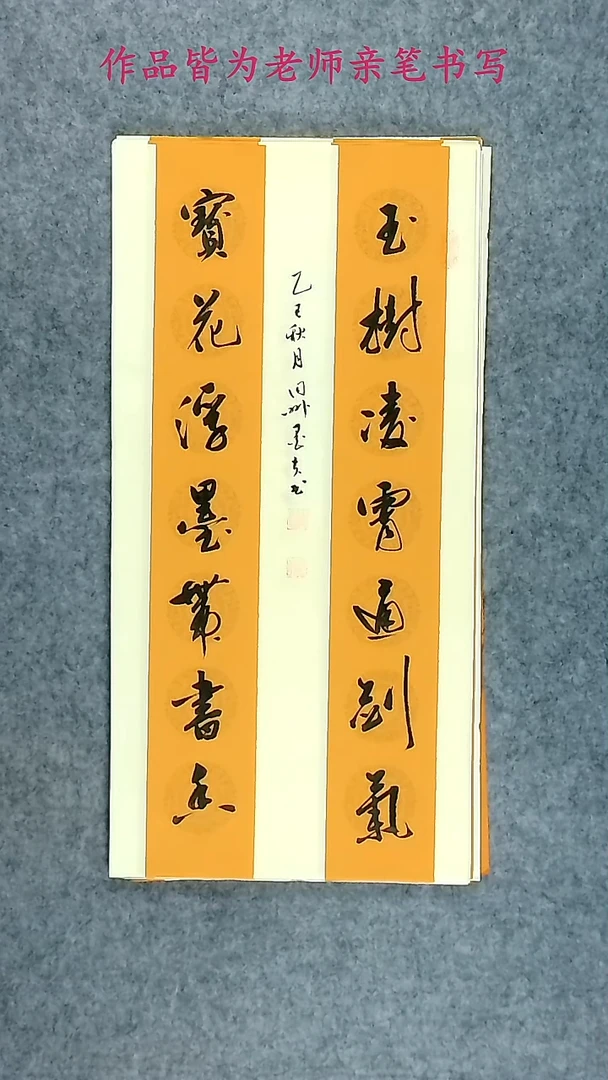 作品皆为老师亲笔书写
玉樹凌霄通劍氣
寶花浮墨帶書香
乙巳秋月